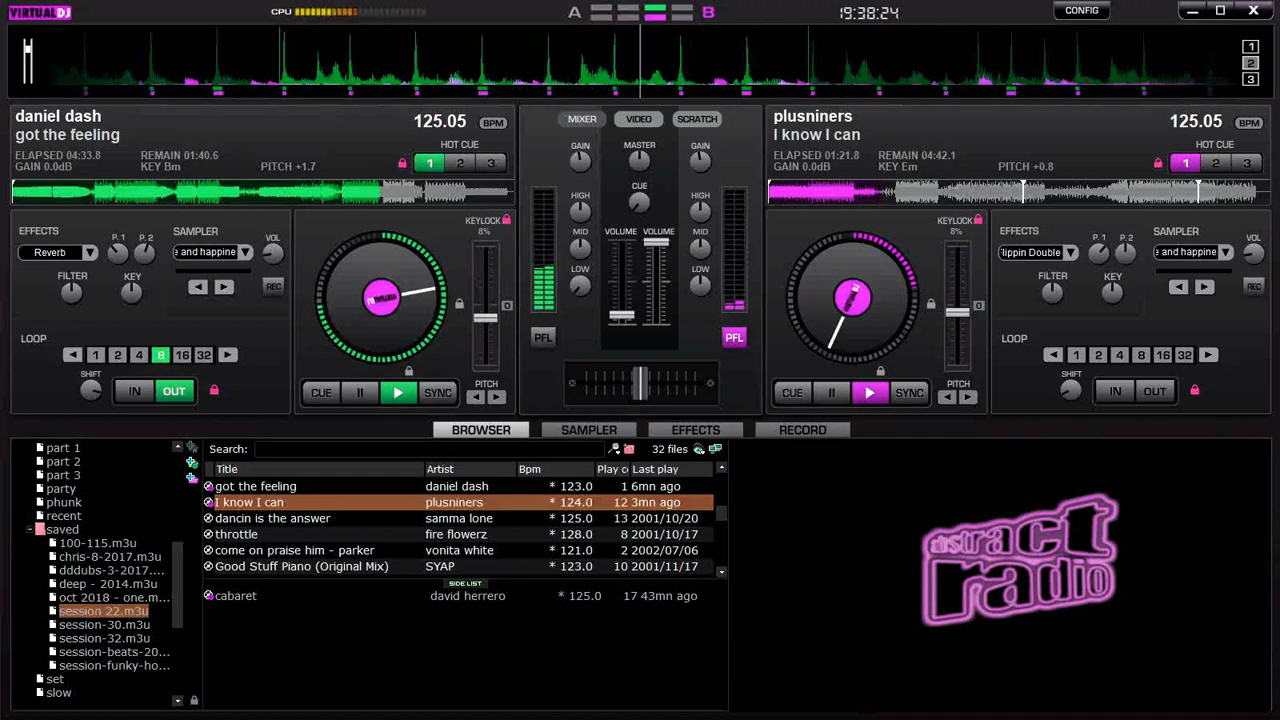 VIRTUAL DJ
CPU
A
B
19:38:24
CONFIG
1
2
3
daniel dash
got the feeling
125.05 BPM
HOT CUE
ELAPSED 04:33.8 REMAIN 01:40.6
GAIN 0.0dB KEY Bm PITCH +1.7
1 2 3
MIXER VIDEO SCRATCH
GAIN MASTER GAIN
HIGH CUE HIGH
MID VOLUME VOLUME MID
LOW LOW
PFL PFL
plusniners
I know I can
125.05 BPM
HOT CUE
ELAPSED 01:21.8 REMAIN 04:42.1
GAIN 0.0dB KEY Em PITCH +0.8
1 2 3
EFFECTS P.1 P.2 SAMPLER VOL
Reverb e and happine
FILTER KEY REC
LOOP
1 2 4 8 16 32
SHIFT IN OUT
KEYLOCK
8%
0
CUE SYNC PITCH
KEYLOCK
8%
0
CUE SYNC PITCH
EFFECTS P.1 P.2 SAMPLER VOL
lippin Double e and happine
FILTER KEY REC
LOOP
1 2 4 8 16 32
SHIFT IN OUT
BROWSER SAMPLER EFFECTS RECORD
part 1
part 2
part 3
party
phunk
recent
saved
100-115.m3u
chris-8-2017.m3u
dddubs-3-2017....
deep - 2014.m3u
oct 2018 - one.m...
session 22.m3u
session-30.m3u
session-32.m3u
session-beats-20...
session-funky-ho...
set
slow
Search: 32 files
Title Artist Bpm Play c Last play
got the feeling daniel dash * 123.0 1 6mn ago
I know I can plusniners * 124.0 12 3mn ago
dancin is the answer samma lone * 125.0 13 2001/10/20
throttle fire flowerz * 128.0 8 2001/10/17
come on praise him - parker vonita white * 121.0 2 2002/07/06
Good Stuff Piano (Original Mix) SYAP * 123.0 10 2001/11/17
SIDE LIST
cabaret david herrero * 125.0 17 43mn ago
abstract
radio